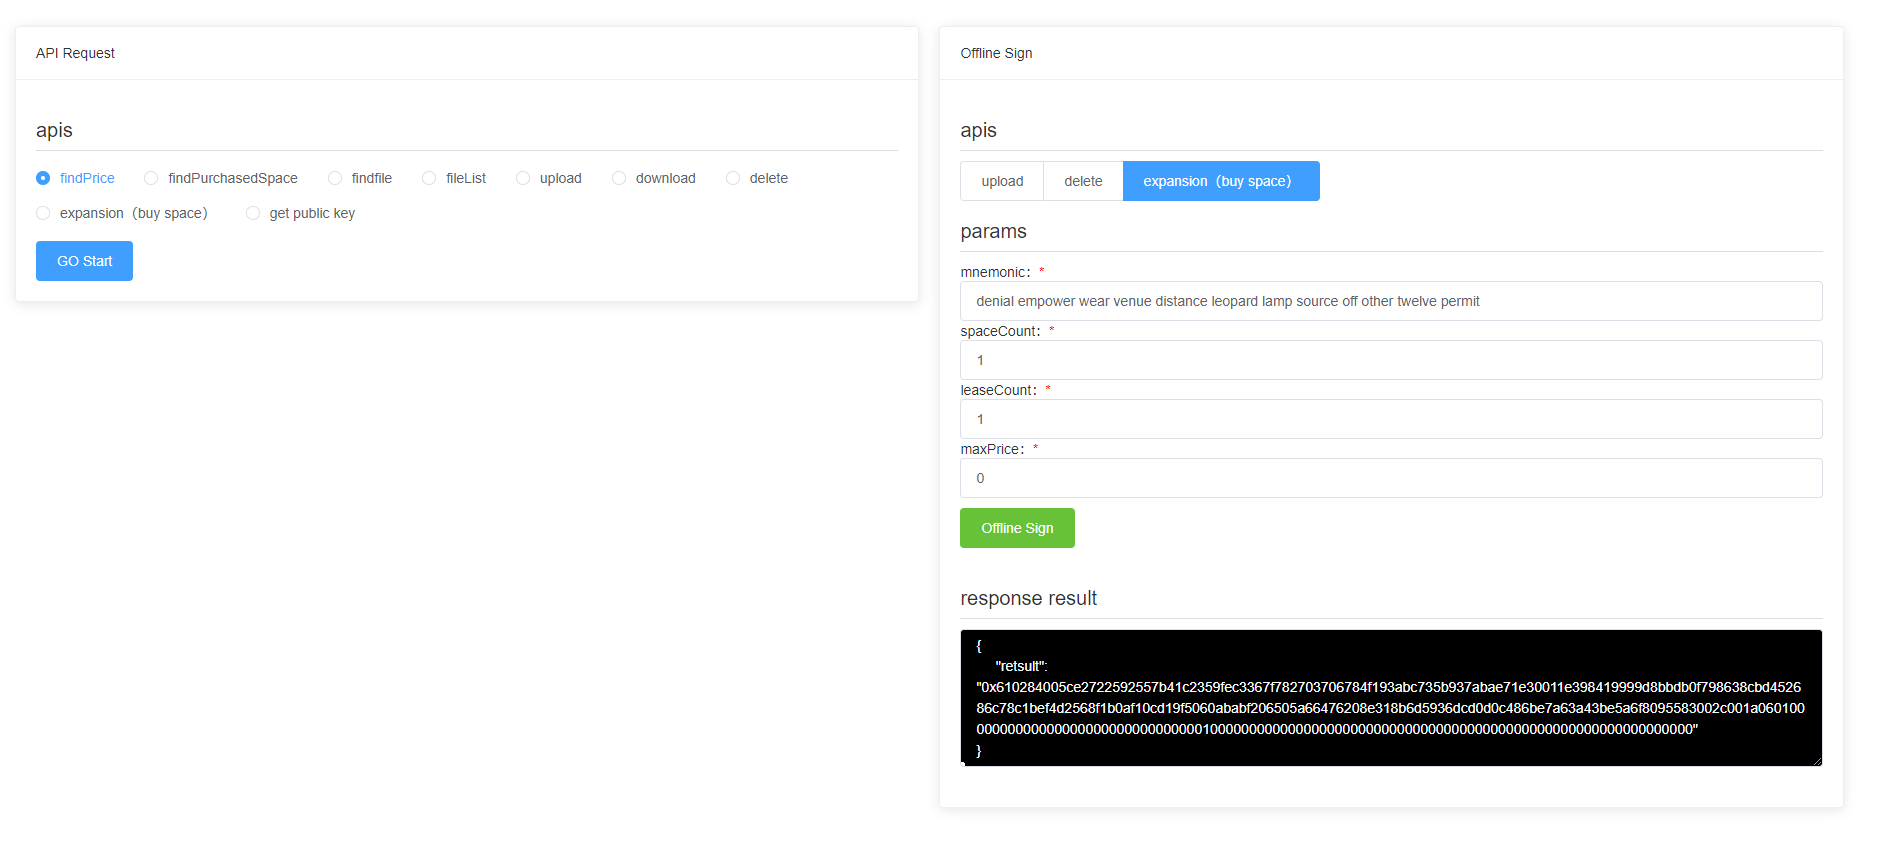 API Request
apis
findPrice findPurchasedSpace findfile fileList upload download delete
expansion（buy space） get public key
GO Start
Offline Sign
apis
upload delete expansion（buy space）
params
mnemonic： *
denial empower wear venue distance leopard lamp source off other twelve permit
spaceCount： *
1
leaseCount： *
1
maxPrice： *
0
Offline Sign
response result
{
"retsult":
"0x610284005ce2722592557b41c2359fec3367f782703706784f193abc735b937abae71e30011e398419999d8bbdb0f798638cbd452
686c78c1bef4d2568f1b0af10cd19f5060ababf206505a66476208e318b6d5936dcd0d0c486be7a63a43be5a6f8095583002c001a060100
}